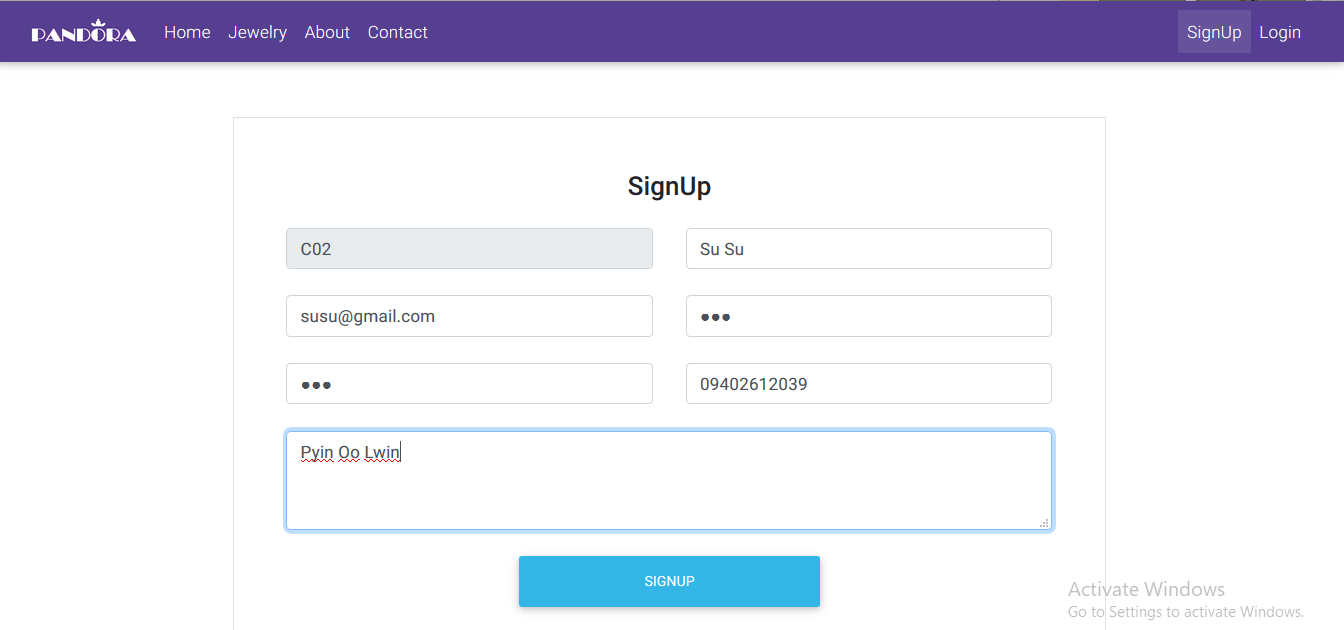 PANDORA Home Jewelry About Contact SignUp Login
SignUp
C02 Su Su
susu@gmail.com •••
••• 09402612039
Pyin Oo Lwin
SIGNUP
Activate Windows
Go to Settings to activate Windows.